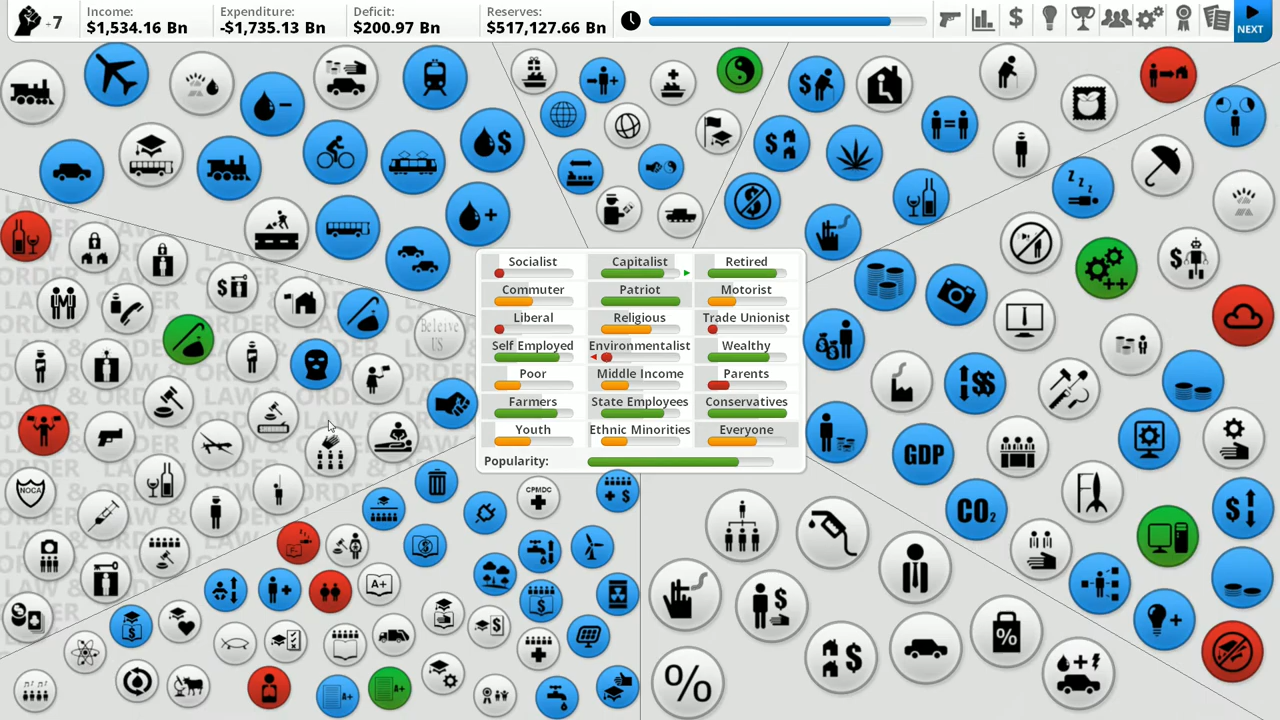 +7
Income:
$1,534.16 Bn
Expenditure:
-$1,735.13 Bn
Deficit:
$200.97 Bn
Reserves:
$517,127.66 Bn
$
NEXT
Socialist
Capitalist
Retired
Commuter
Patriot
Motorist
Liberal
Religious
Trade Unionist
Self Employed
Environmentalist
Wealthy
Poor
Middle Income
Parents
Farmers
State Employees
Conservatives
Youth
Ethnic Minorities
Everyone
Popularity:
LAW & ORDER
Beleive
US
NOCA
CPMDC
GDP
CO2
A+
A+
A+
%
%